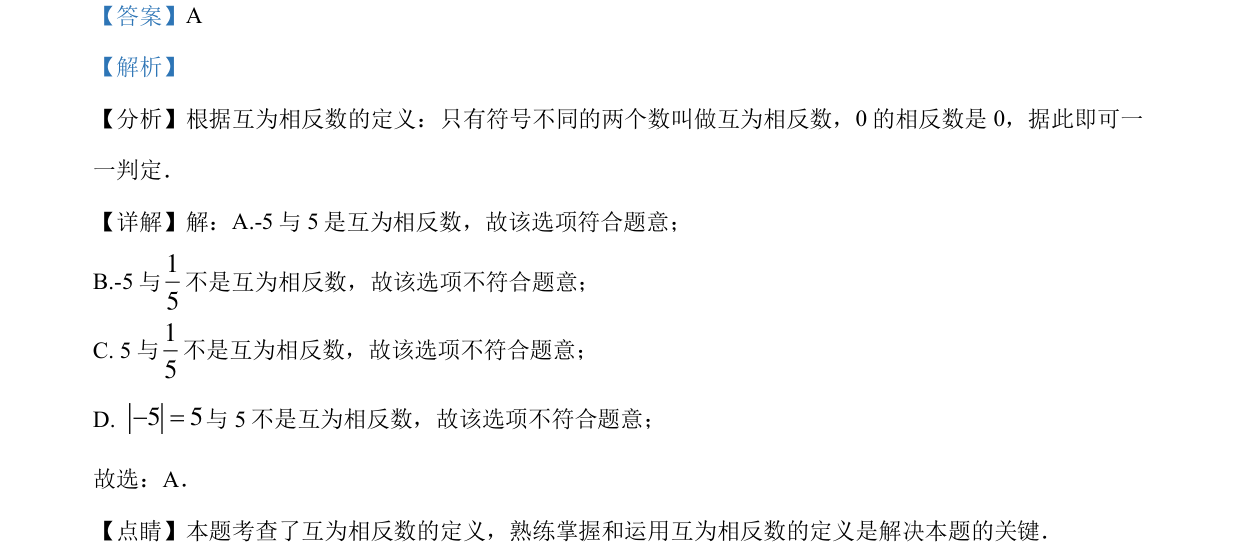 【答案】A
【解析】
【分析】根据互为相反数的定义：只有符号不同的两个数叫做互为相反数，0 的相反数是 0，据此即可一
一判定．
【详解】解：A.-5 与 5 是互为相反数，故该选项符合题意；
B.-5 与 1/5 不是互为相反数，故该选项不符合题意；
C. 5 与 1/5 不是互为相反数，故该选项不符合题意；
D. |−5| = 5 与 5 不是互为相反数，故该选项不符合题意；
故选：A．
【点睛】本题考查了互为相反数的定义，熟练掌握和运用互为相反数的定义是解决本题的关键．